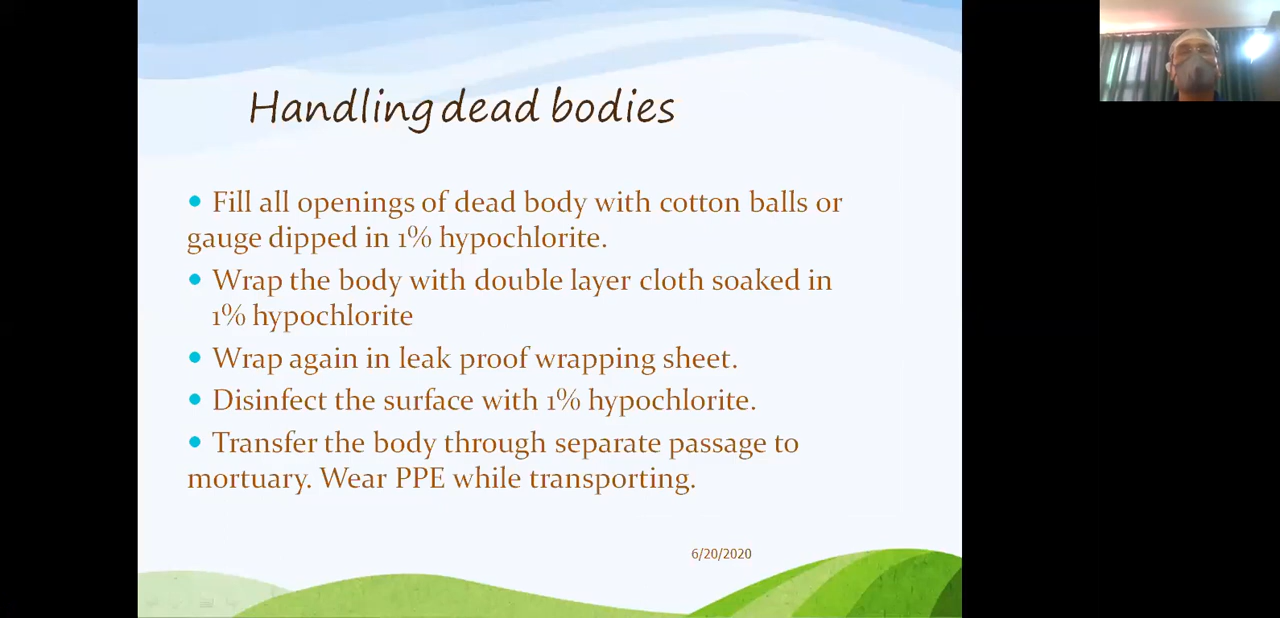 Handling dead bodies
• Fill all openings of dead body with cotton balls or
gauge dipped in 1% hypochlorite.
• Wrap the body with double layer cloth soaked in
1% hypochlorite
• Wrap again in leak proof wrapping sheet.
• Disinfect the surface with 1% hypochlorite.
• Transfer the body through separate passage to
mortuary. Wear PPE while transporting.
6/20/2020